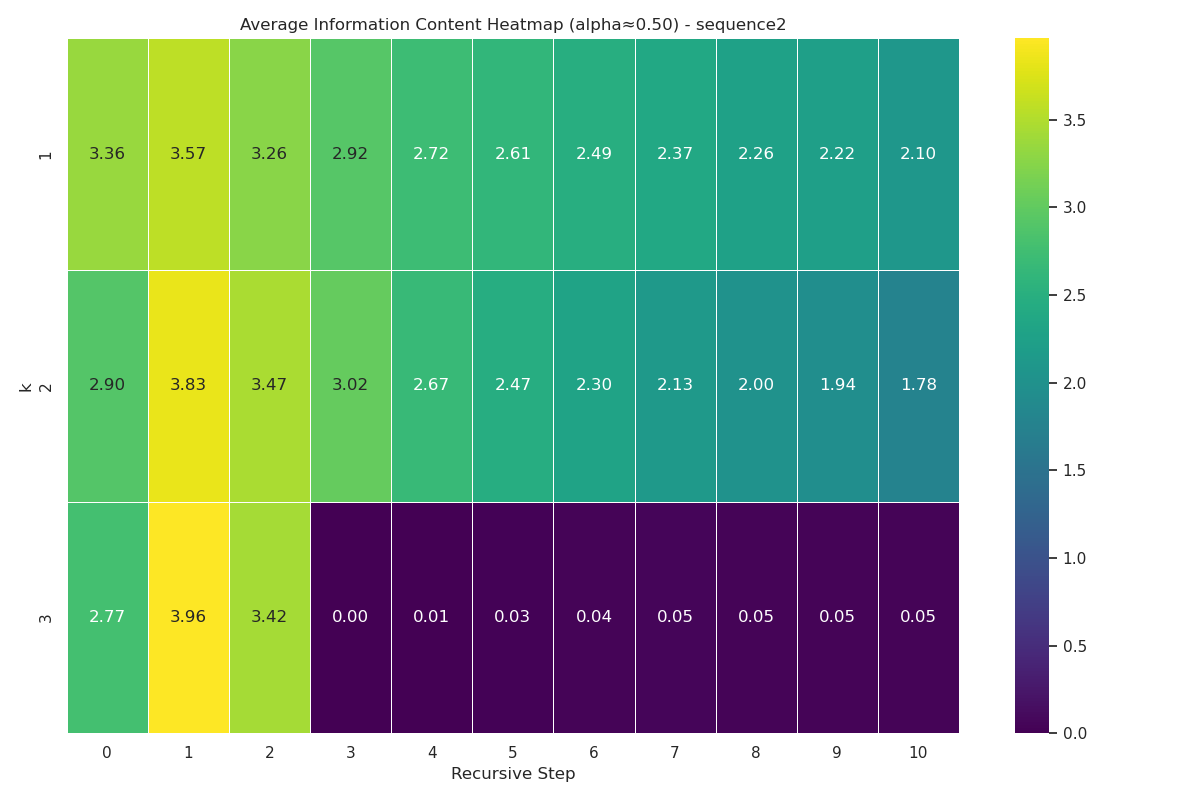 Average Information Content Heatmap (alpha≈0.50) - sequence2
1
3.36 3.57 3.26 2.92 2.72 2.61 2.49 2.37 2.26 2.22 2.10
k
2
2.90 3.83 3.47 3.02 2.67 2.47 2.30 2.13 2.00 1.94 1.78
3
2.77 3.96 3.42 0.00 0.01 0.03 0.04 0.05 0.05 0.05 0.05
0 1 2 3 4 5 6 7 8 9 10
Recursive Step
3.5
3.0
2.5
2.0
1.5
1.0
0.5
0.0